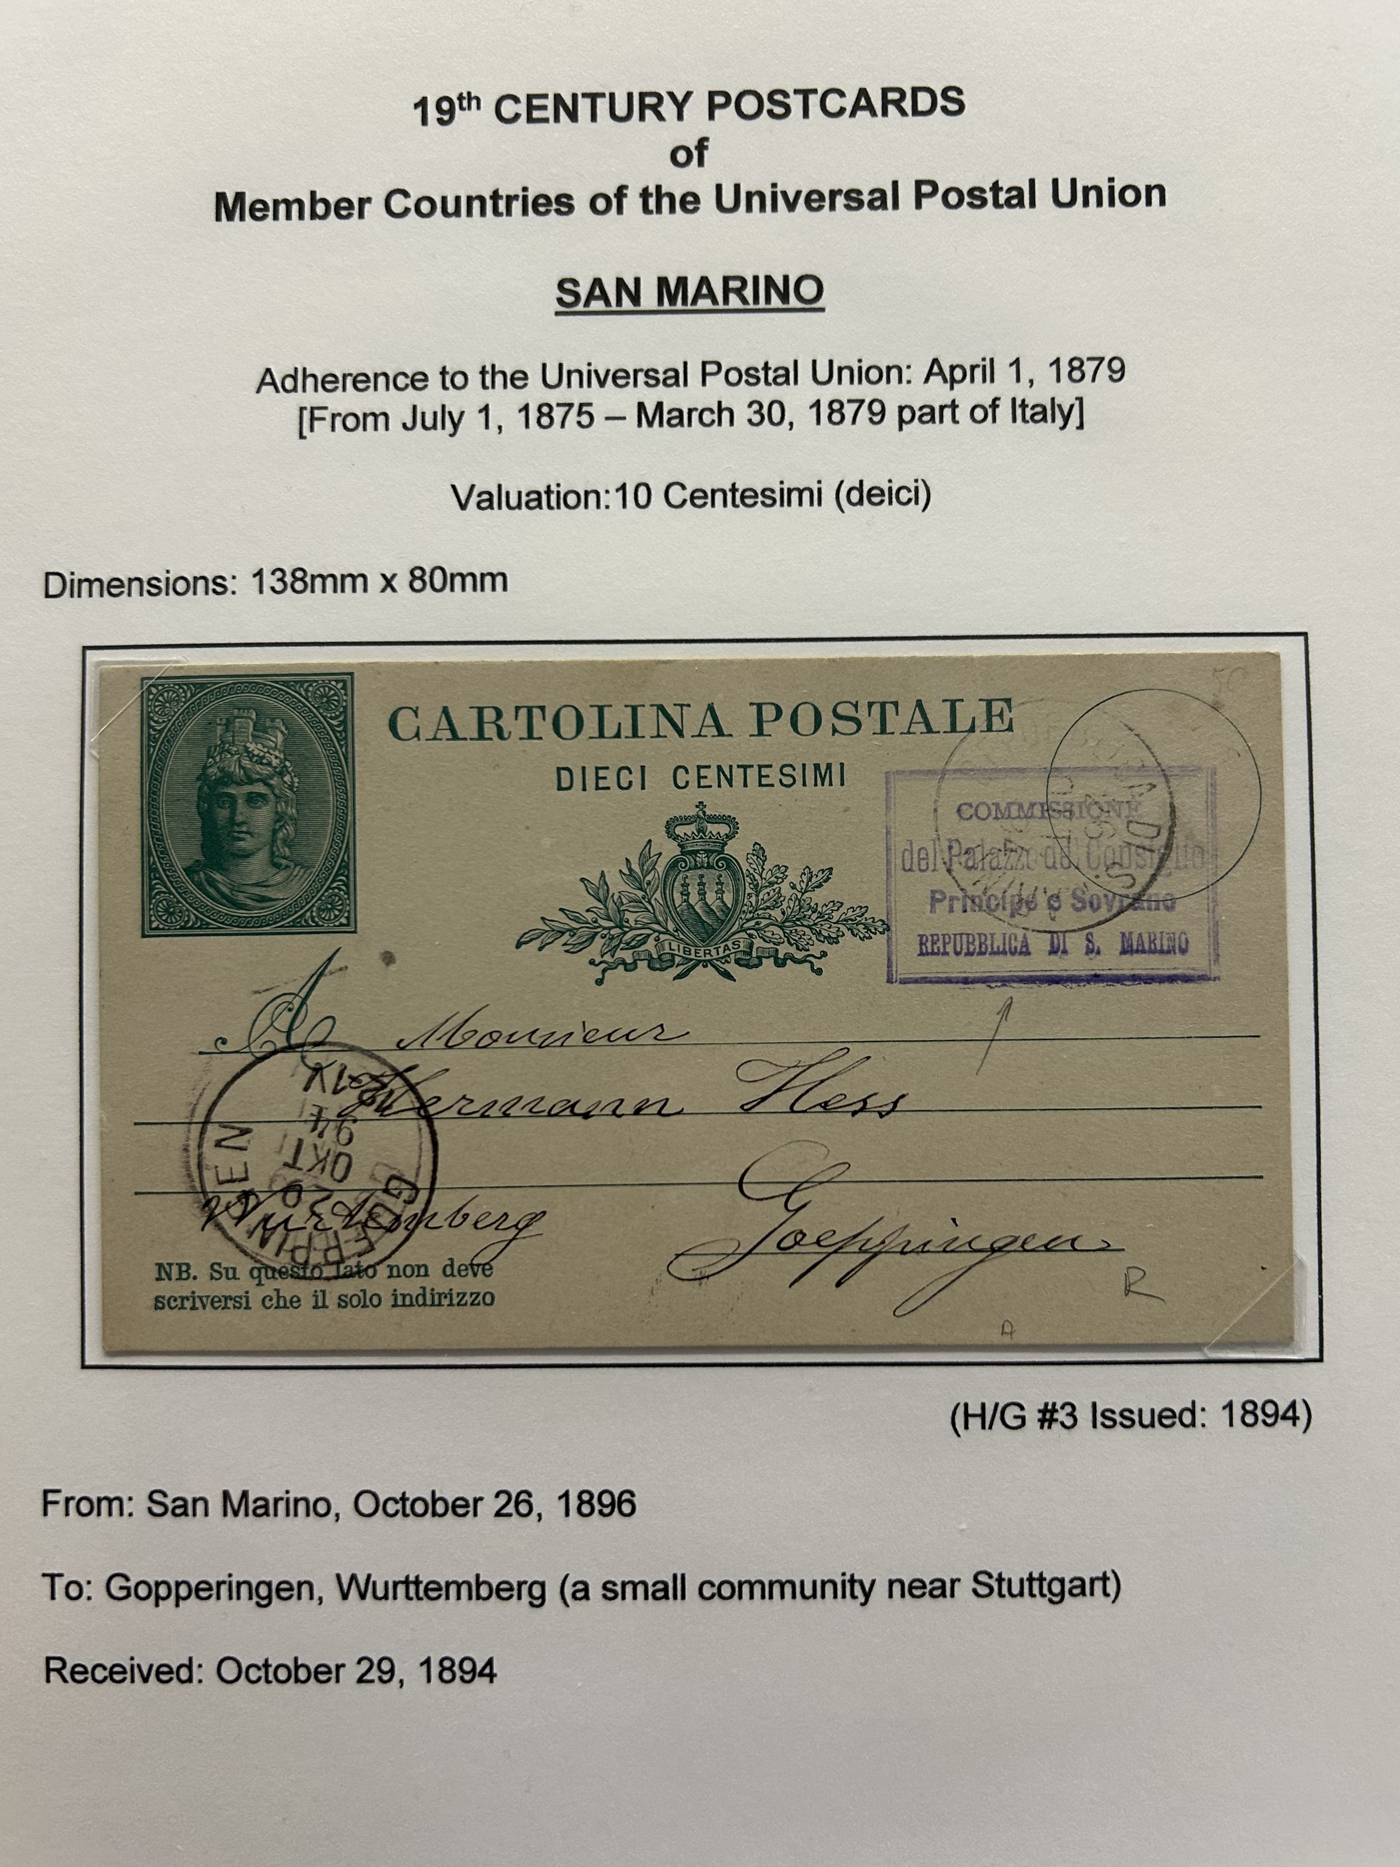 19th CENTURY POSTCARDS
of
Member Countries of the Universal Postal Union
SAN MARINO
Adherence to the Universal Postal Union: April 1, 1879
[From July 1, 1875 – March 30, 1879 part of Italy]
Valuation:10 Centesimi (deici)
Dimensions: 138mm x 80mm
CARTOLINA POSTALE
DIECI CENTESIMI
LIBERTAS
COMMISSIONE
del Palazzo del Consiglio
Principe e Sovrano
REPUBBLICA DI S. MARINO
A Monsieur
Hermann Hess
Goeppingen
Wurtemberg
GOEPPINGEN
OKT
94
NB. Su questo lato non deve
scriversi che il solo indirizzo
R
A
(H/G #3 Issued: 1894)
From: San Marino, October 26, 1896
To: Gopperingen, Wurttemberg (a small community near Stuttgart)
Received: October 29, 1894